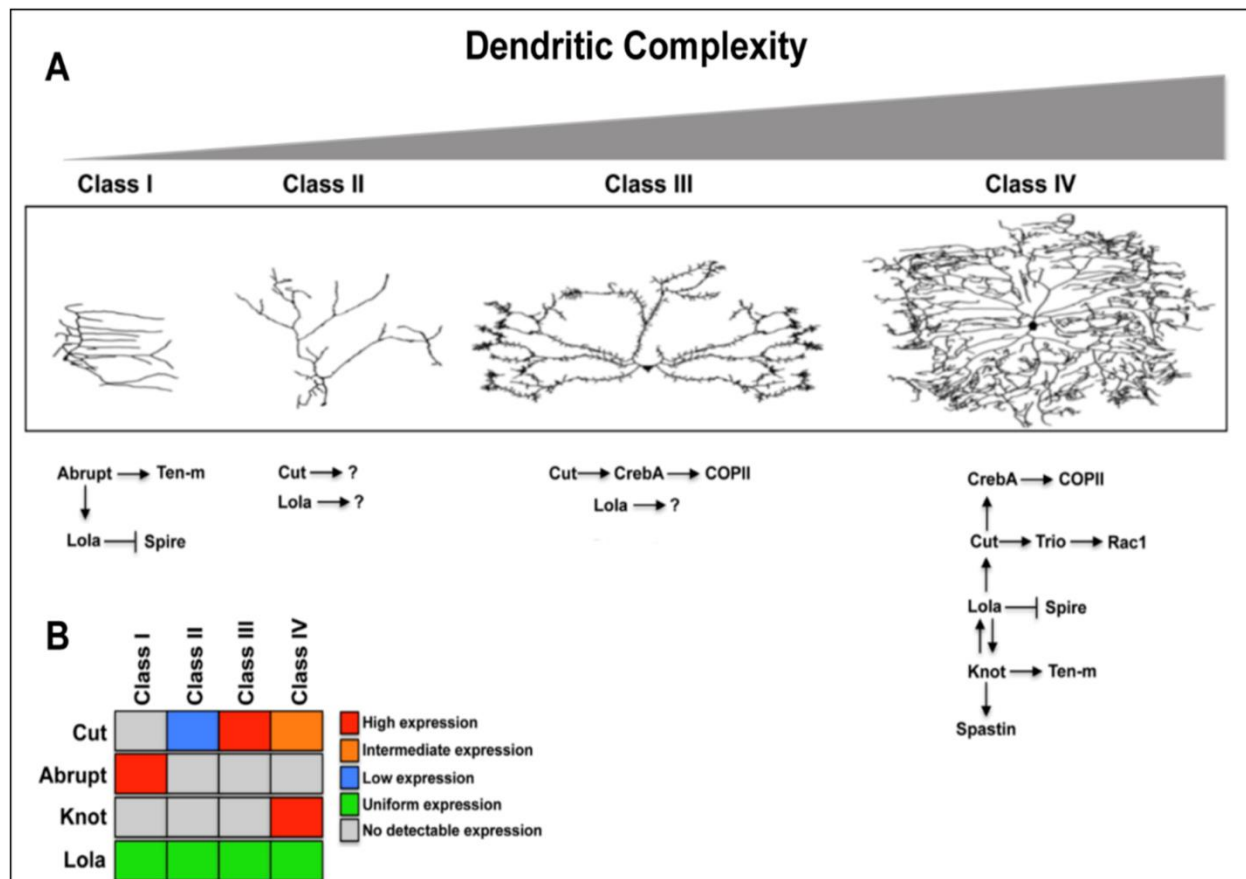 Dendritic Complexity
A
Class I Class II Class III Class IV
Abrupt → Ten-m
Lola ⊣ Spire
Cut → ?
Lola → ?
Cut → CrebA → COPII
Lola → ?
CrebA → COPII
Cut → Trio → Rac1
Lola ⊣ Spire
Knot → Ten-m
Spastin
B
Class I
Class II
Class III
Class IV
Cut
Abrupt
Knot
Lola
High expression
Intermediate expression
Low expression
Uniform expression
No detectable expression